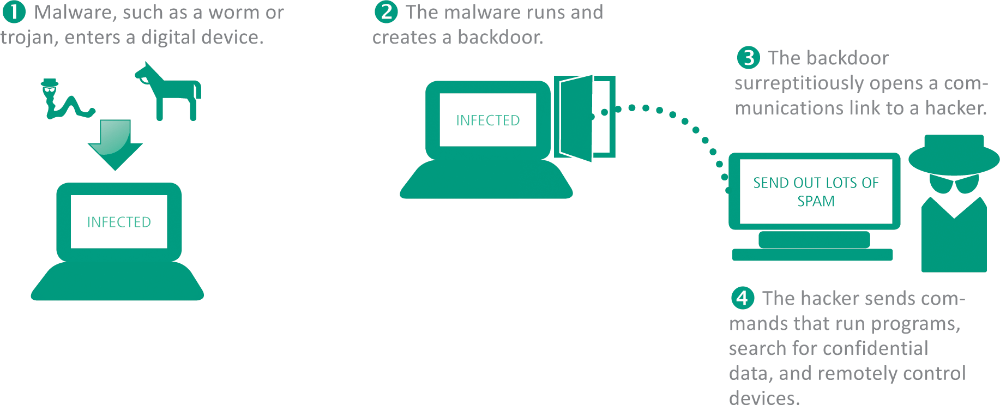 1 Malware, such as a worm or
trojan, enters a digital device.
INFECTED
2 The malware runs and
creates a backdoor.
INFECTED
3 The backdoor
surreptitiously opens a com-
munications link to a hacker.
SEND OUT LOTS OF
SPAM
4 The hacker sends com-
mands that run programs,
search for confidential
data, and remotely control
devices.